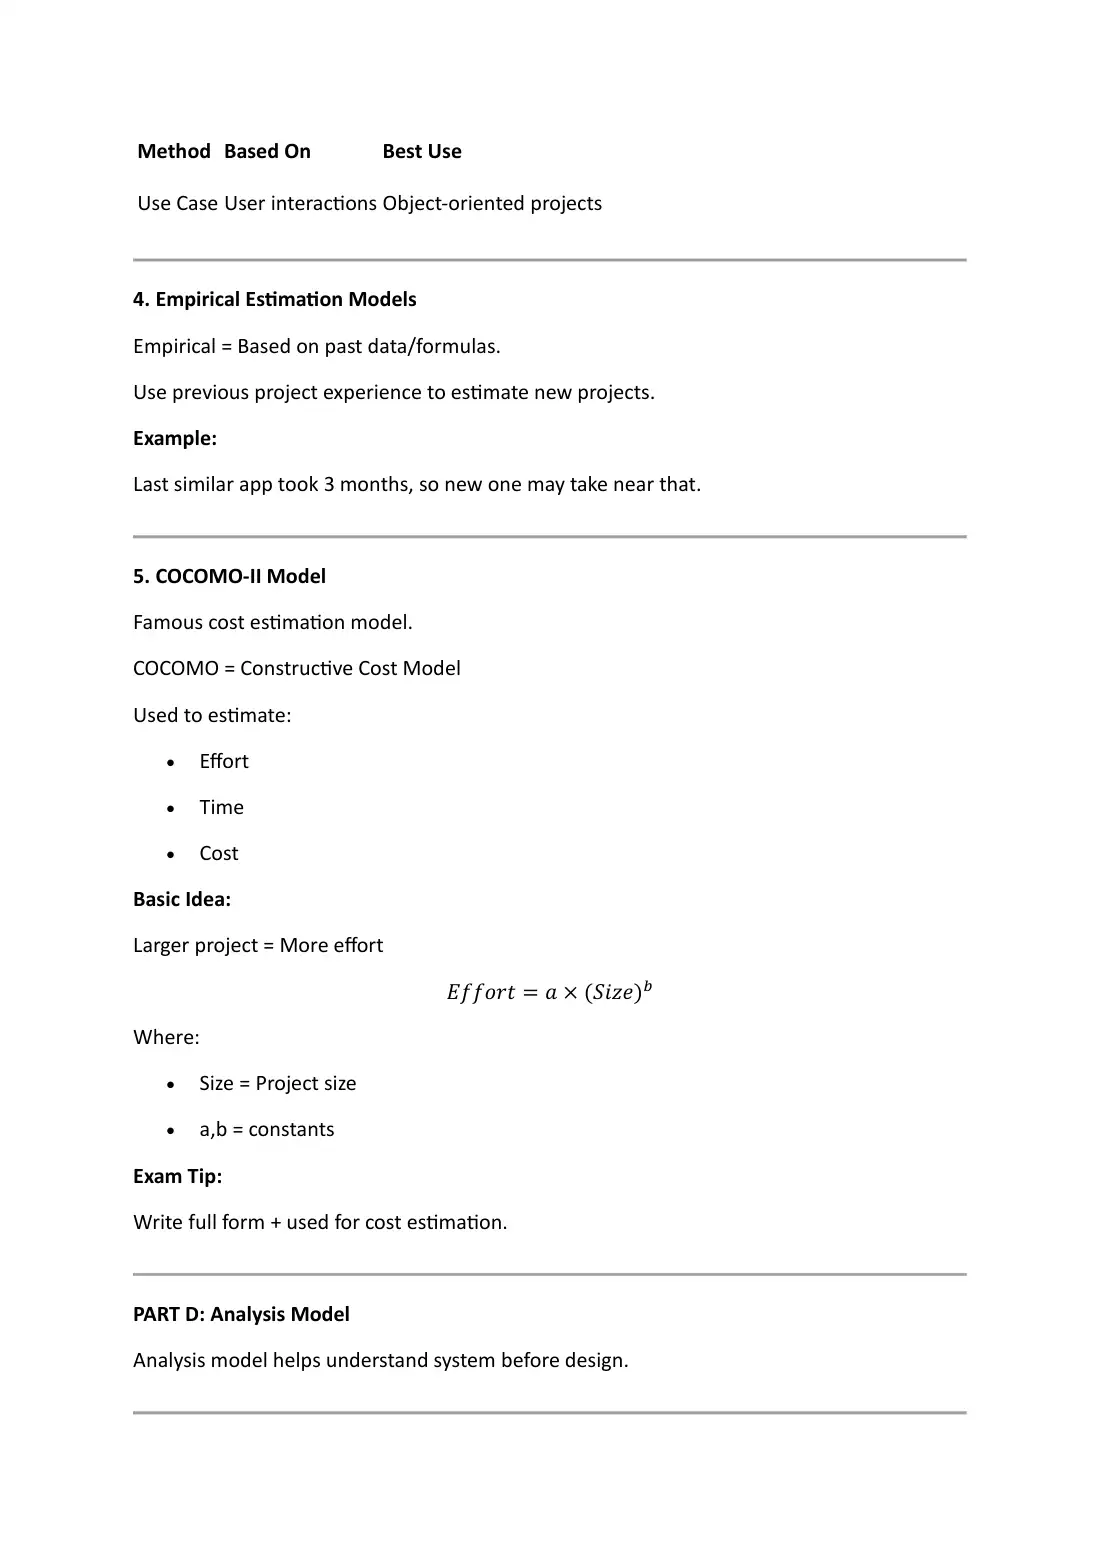 Method Based On Best Use
Use Case User interactions Object-oriented projects
4. Empirical Estimation Models
Empirical = Based on past data/formulas.
Use previous project experience to estimate new projects.
Example:
Last similar app took 3 months, so new one may take near that.
5. COCOMO-II Model
Famous cost estimation model.
COCOMO = Constructive Cost Model
Used to estimate:
• Effort
• Time
• Cost
Basic Idea:
Larger project = More effort
Effort = a × (Size)^b
Where:
• Size = Project size
• a,b = constants
Exam Tip:
Write full form + used for cost estimation.
PART D: Analysis Model
Analysis model helps understand system before design.